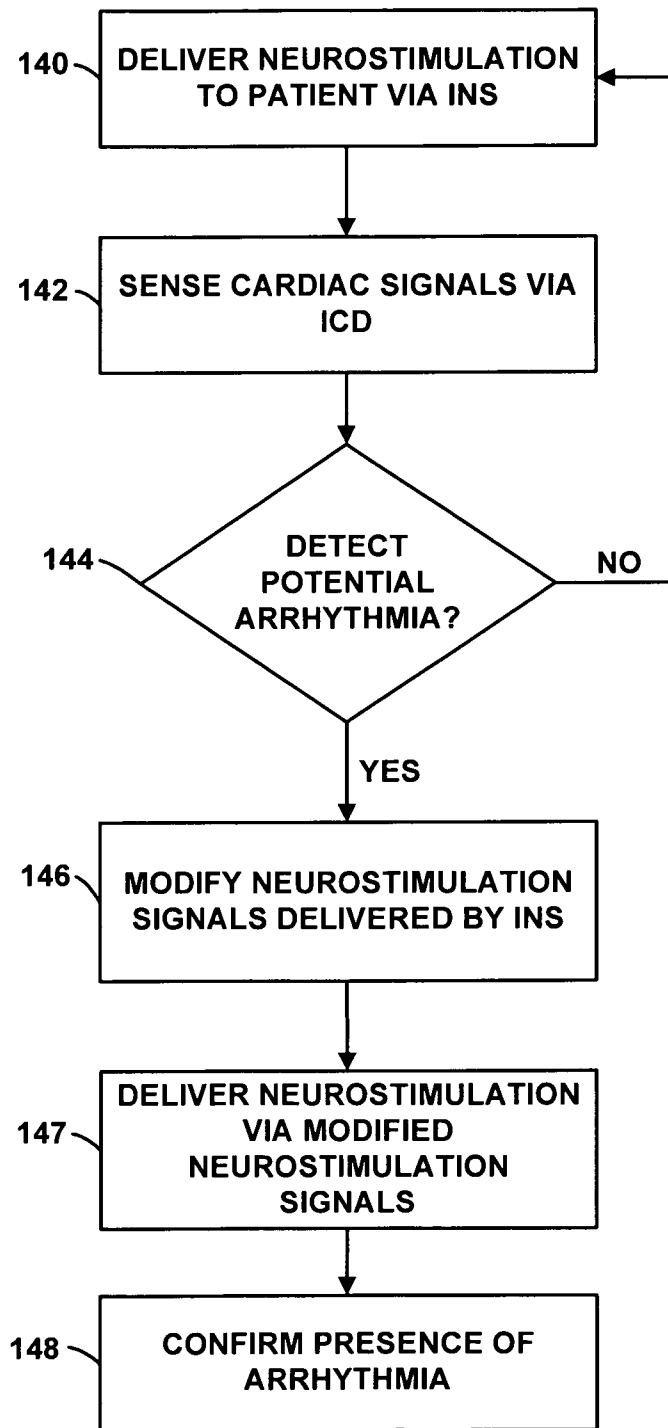 140
DELIVER NEUROSTIMULATION
TO PATIENT VIA INS
142
SENSE CARDIAC SIGNALS VIA
ICD
144
DETECT
POTENTIAL
ARRHYTHMIA?
NO
YES
146
MODIFY NEUROSTIMULATION
SIGNALS DELIVERED BY INS
147
DELIVER NEUROSTIMULATION
VIA MODIFIED
NEUROSTIMULATION
SIGNALS
148
CONFIRM PRESENCE OF
ARRHYTHMIA